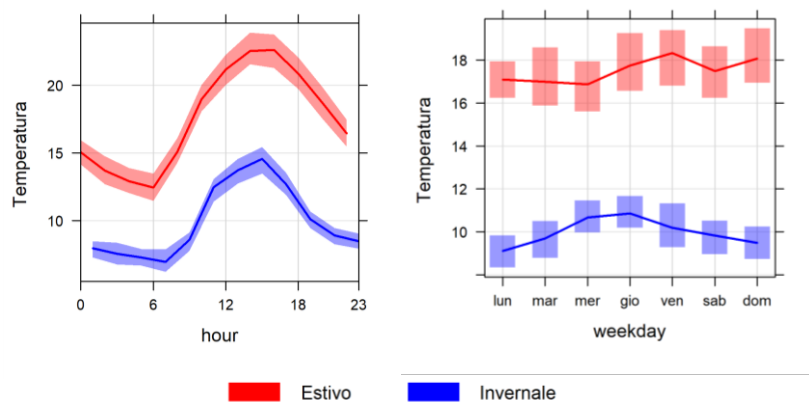 Temperatura
20
15
10
0
6
12
18
23
hour
Temperatura
18
16
14
12
10
8
lun
mar
mer
gio
ven
sab
dom
weekday
Estivo
Invernale